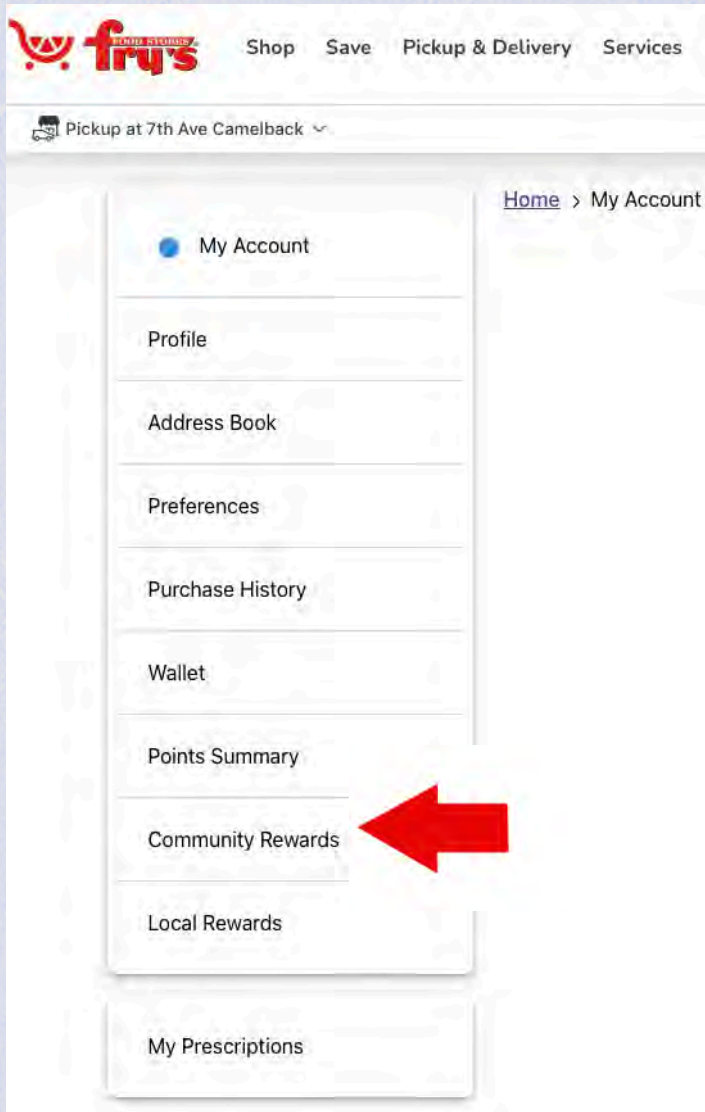 FOOD STORES
fry's
Shop Save Pickup & Delivery Services
Pickup at 7th Ave Camelback
Home > My Account
My Account
Profile
Address Book
Preferences
Purchase History
Wallet
Points Summary
Community Rewards
Local Rewards
My Prescriptions